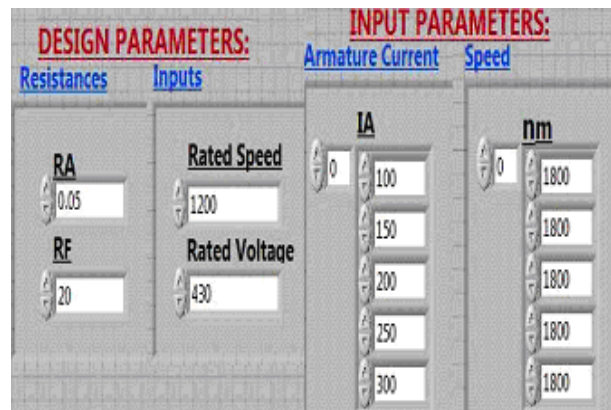 DESIGN PARAMETERS:
Resistances
Inputs
RA
0.05
RF
20
Rated Speed
1200
Rated Voltage
430
INPUT PARAMETERS:
Armature Current
Speed
IA
0
100
150
200
250
300
nm
0
1800
1800
1800
1800
1800